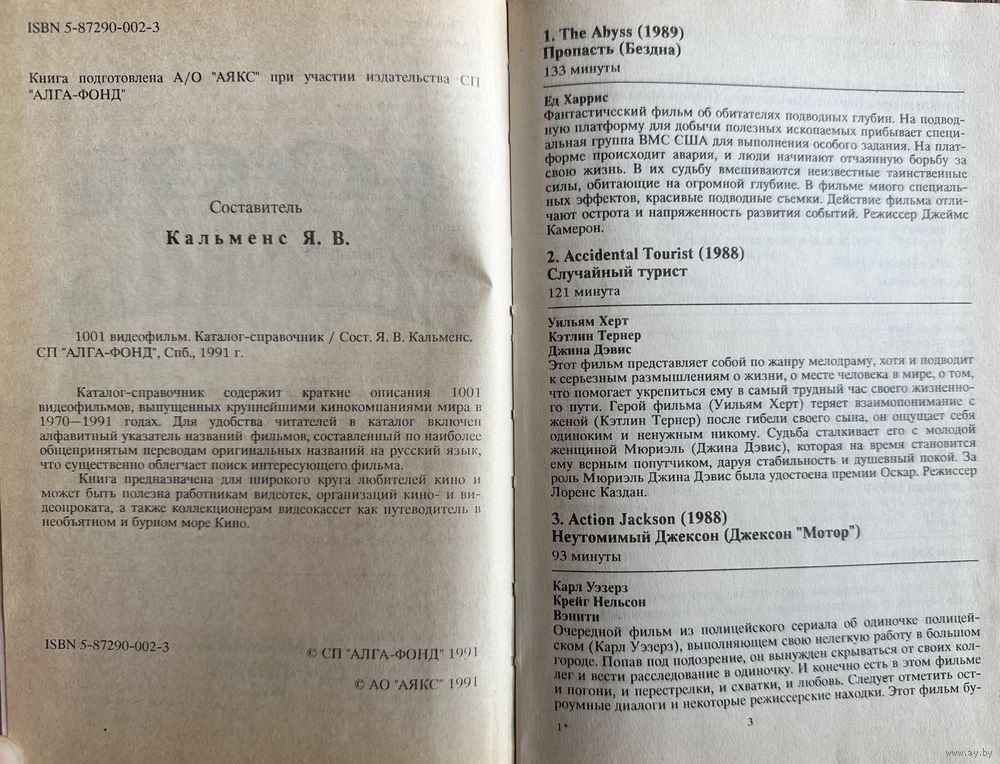 ISBN 5-87290-002-3
Книга подготовлена А/О "АЯКС" при участии издательства СП
"АЛГА-ФОНД"
Составитель
Кальменс Я. В.
1001 видеофильм. Каталог-справочник / Сост. Я. В. Кальменс.
СП "АЛГА-ФОНД", Спб., 1991 г.
Каталог-справочник содержит краткие описания 1001
видеофильмов, выпущенных крупнейшими кинокомпаниями мира в
1970—1991 годах. Для удобства читателей в каталог включен
алфавитный указатель названий фильмов, составленный по наиболее
общепринятым переводам оригинальных названий на русский язык,
что существенно облегчает поиск интересующего фильма.
Книга предназначена для широкого круга любителей кино и
может быть полезна работникам видеотек, организаций кино- и ви-
деопроката, а также коллекционерам видеокассет как путеводитель в
необъятном и бурном море Кино.
ISBN 5-87290-002-3
© СП "АЛГА-ФОНД" 1991
© АО "АЯКС" 1991
1. The Abyss (1989)
Пропасть (Бездна)
133 минуты
Ед Харрис
Фантастический фильм об обитателях подводных глубин. На подвод-
ную платформу для добычи полезных ископаемых прибывает специ-
альная группа ВМС США для выполнения особого задания. На плат-
форме происходит авария, и люди начинают отчаянную борьбу за
свою жизнь. В их судьбу вмешиваются неизвестные таинственные
силы, обитающие на огромной глубине. В фильме много специаль-
ных эффектов, красивые подводные съемки. Действие фильма отли-
чают острота и напряженность развития событий. Режиссер Джеймс
Камерон.
2. Accidental Tourist (1988)
Случайный турист
121 минута
Уильям Херт
Кэтлин Тернер
Джина Дэвис
Этот фильм представляет собой по жанру мелодраму, хотя и подводит
к серьезным размышлениям о жизни, о месте человека в мире, о том,
что помогает укрепиться ему в самый трудный час своего жизненно-
го пути. Герой фильма (Уильям Херт) теряет взаимопонимание с
женой (Кэтлин Тернер) после гибели своего сына, он ощущает себя
одиноким и ненужным никому. Судьба сталкивает его с молодой
женщиной Мюриэль (Джина Дэвис), которая на время становится
ему верным попутчиком, даруя стабильность и душевный покой. За
роль Мюриэль Джина Дэвис была удостоена премии Оскар. Режиссер
Лоренс Каздан.
3. Action Jackson (1988)
Неутомимый Джексон (Джексон "Мотор")
93 минуты
Карл Уэзерз
Крейг Нельсон
Вэнити
Очередной фильм из полицейского сериала об одиночке полицей-
ском (Карл Уэзерз), выполняющем свою нелегкую работу в большом
городе. Попав под подозрение, он вынужден скрываться от своих кол-
лег и вести расследование в одиночку. И конечно есть в этом фильме
и погони, и перестрелки, и схватки, и любовь. Следует отметить ост-
роумные диалоги и некоторые режиссерские находки. Этот фильм бу-
1*
3
www.ay.by